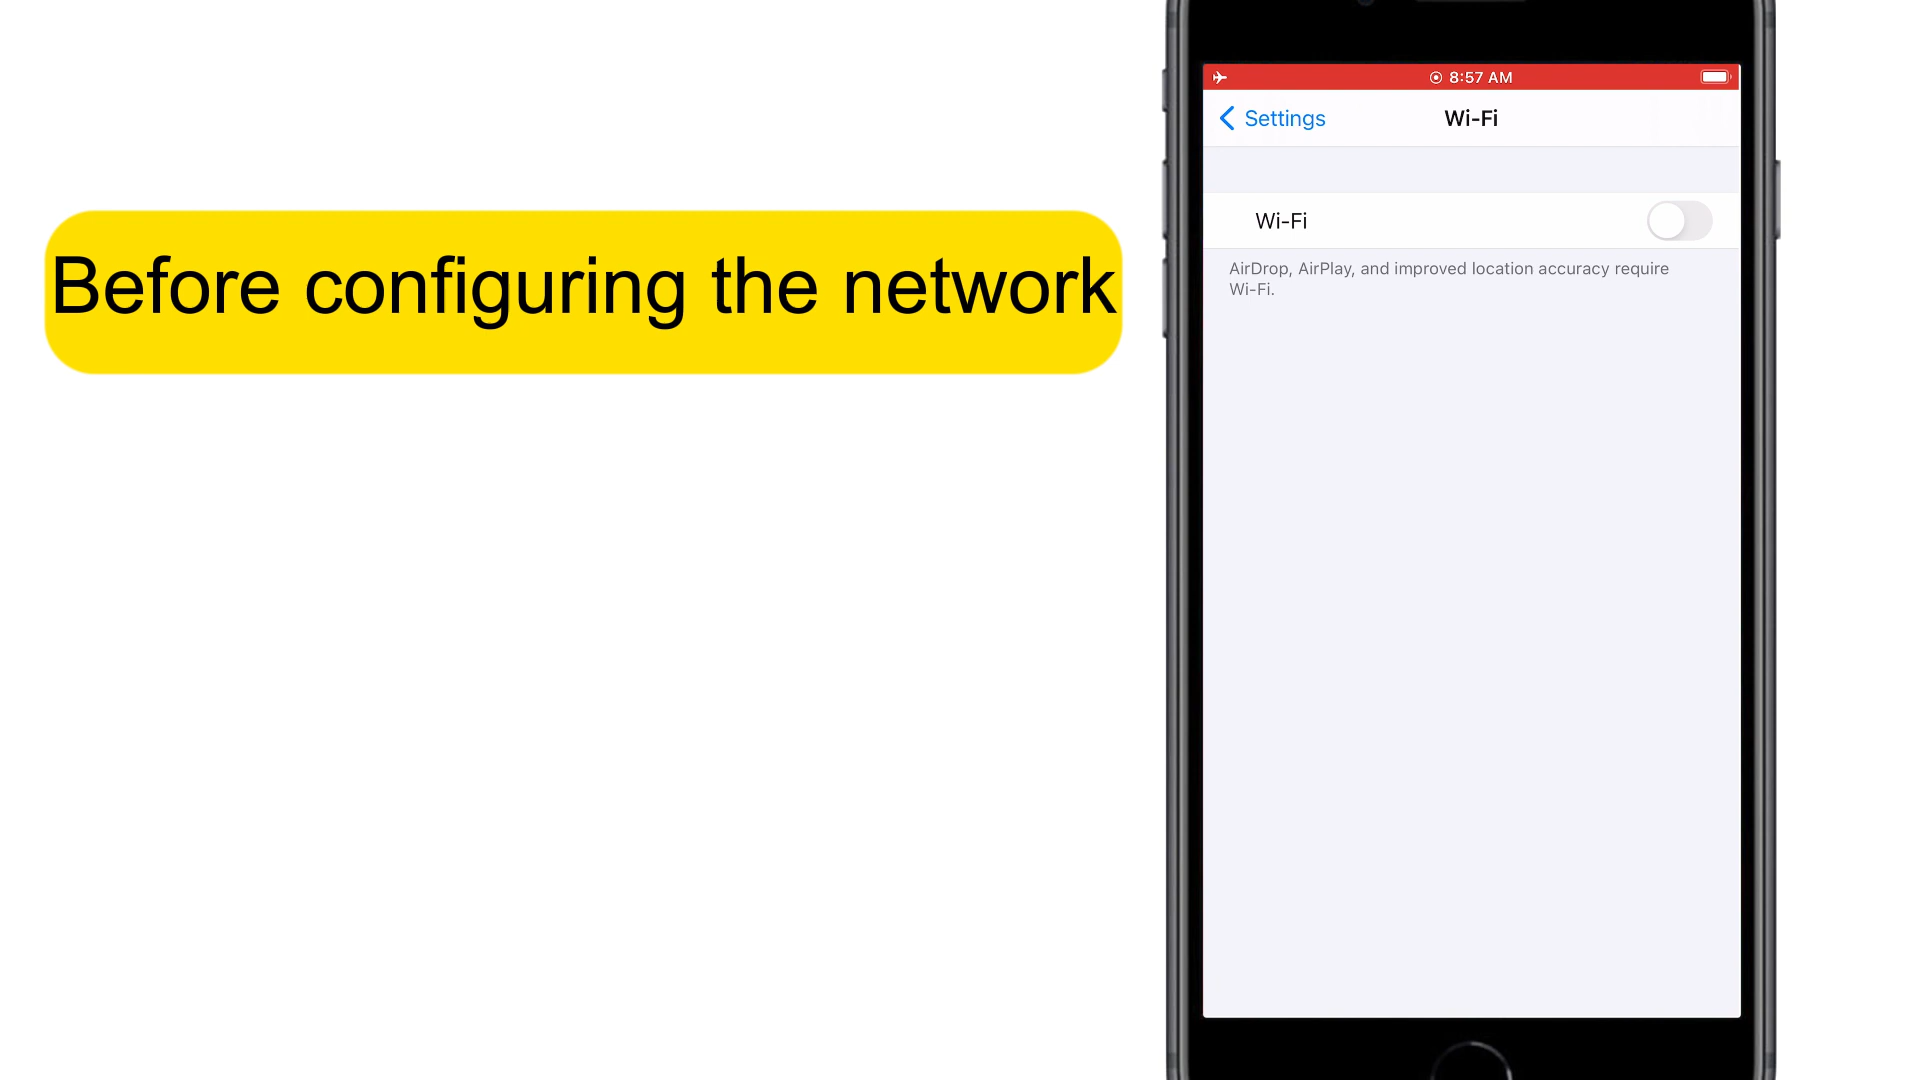 Before configuring the network
8:57 AM
Settings
Wi-Fi
Wi-Fi
AirDrop, AirPlay, and improved location accuracy require
Wi-Fi.